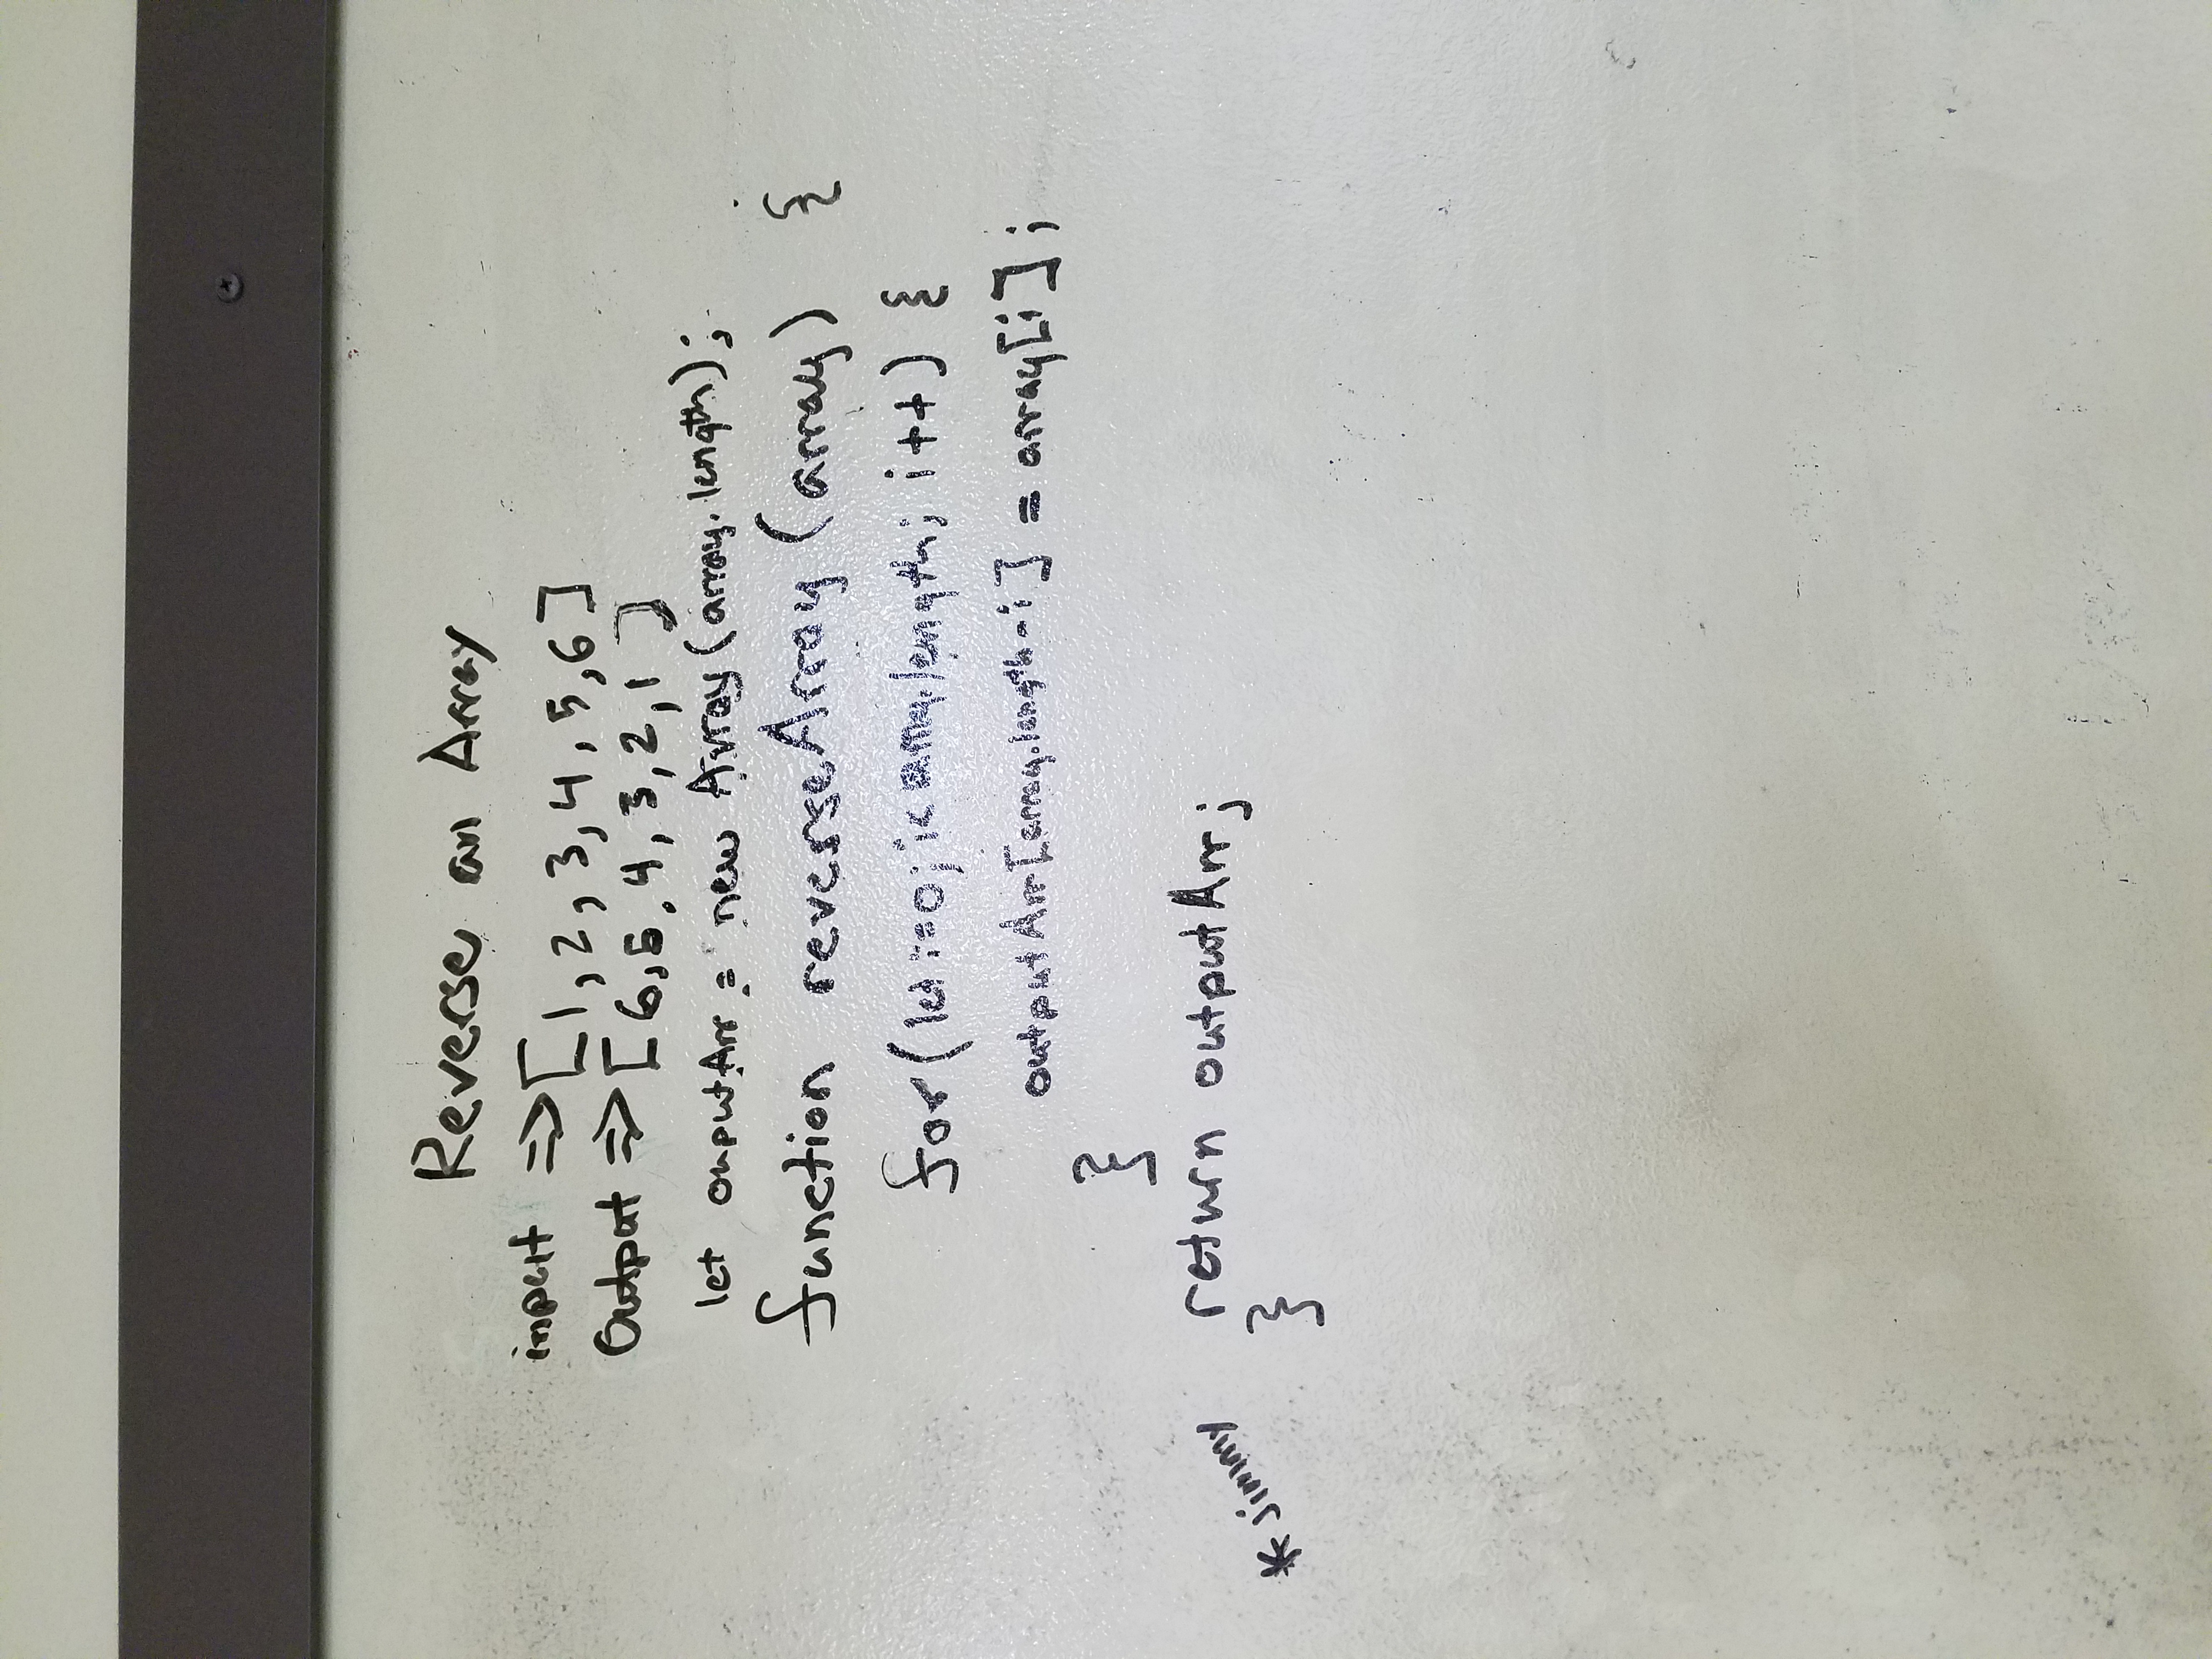 Reverse an Array
input => [1, 2, 3, 4, 5, 6]
Output => [6, 5, 4, 3, 2, 1]
let ouputArr = new Array(array.length);
function reverseArray (array) {
for(let i=0; i< array.length; i++) {
outputArr[array.length-i] = array[i];
}
return outputArr;
* jimmy
}